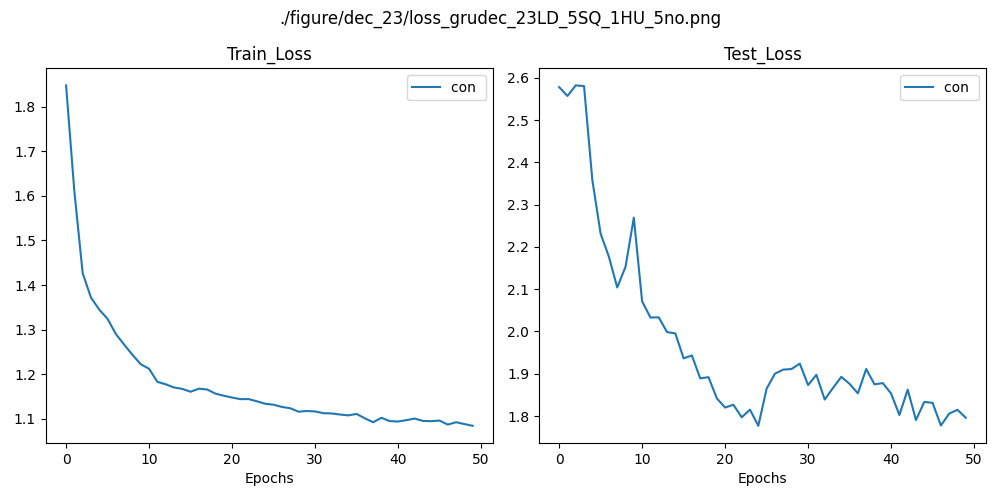 ./figure/dec_23/loss_grudec_23LD_5SQ_1HU_5no.png
Train_Loss
con
1.8
1.7
1.6
1.5
1.4
1.3
1.2
1.1
0 10 20 30 40 50
Epochs
Test_Loss
con
2.6
2.5
2.4
2.3
2.2
2.1
2.0
1.9
1.8
0 10 20 30 40 50
Epochs